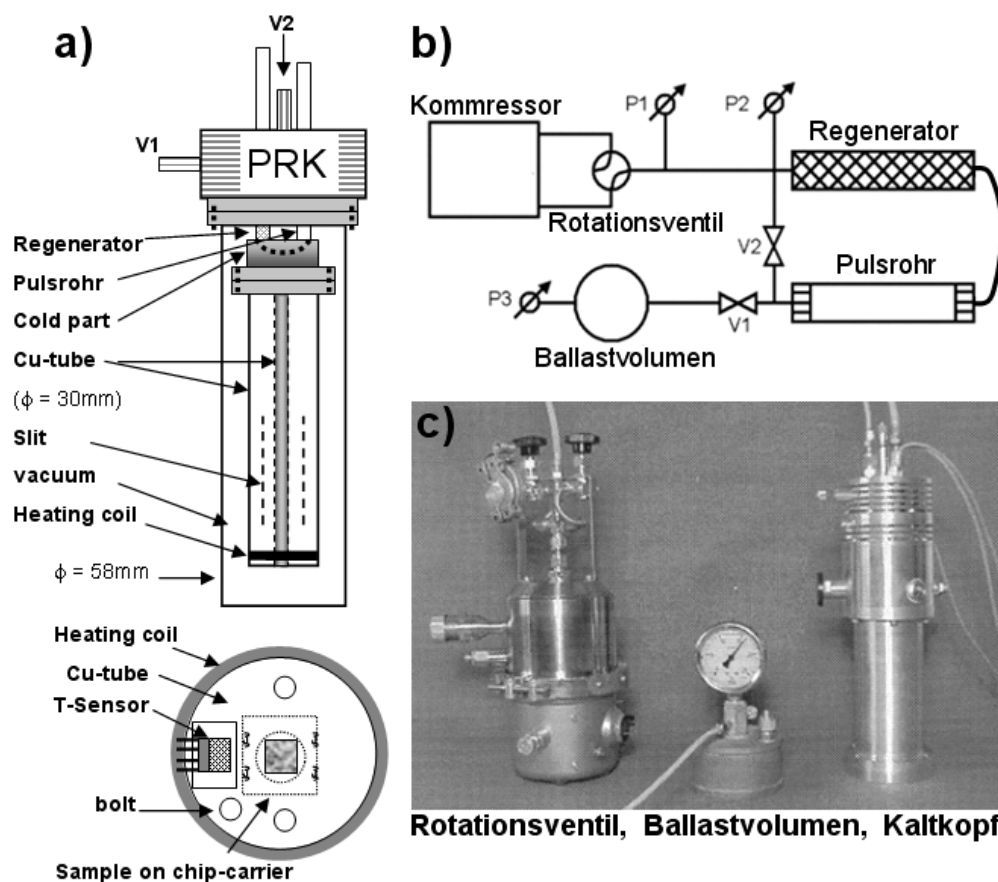 a)
V2
V1
PRK
Regenerator
Pulsrohr
Cold part
Cu-tube
(ϕ = 30mm)
Slit
vacuum
Heating coil
ϕ = 58mm
Heating coil
Cu-tube
T-Sensor
bolt
Sample on chip-carrier
b)
Kommressor
P1
P2
Regenerator
Rotationsventil
V2
Pulsrohr
P3
V1
Ballastvolumen
c)
Rotationsventil, Ballastvolumen, Kaltkopf